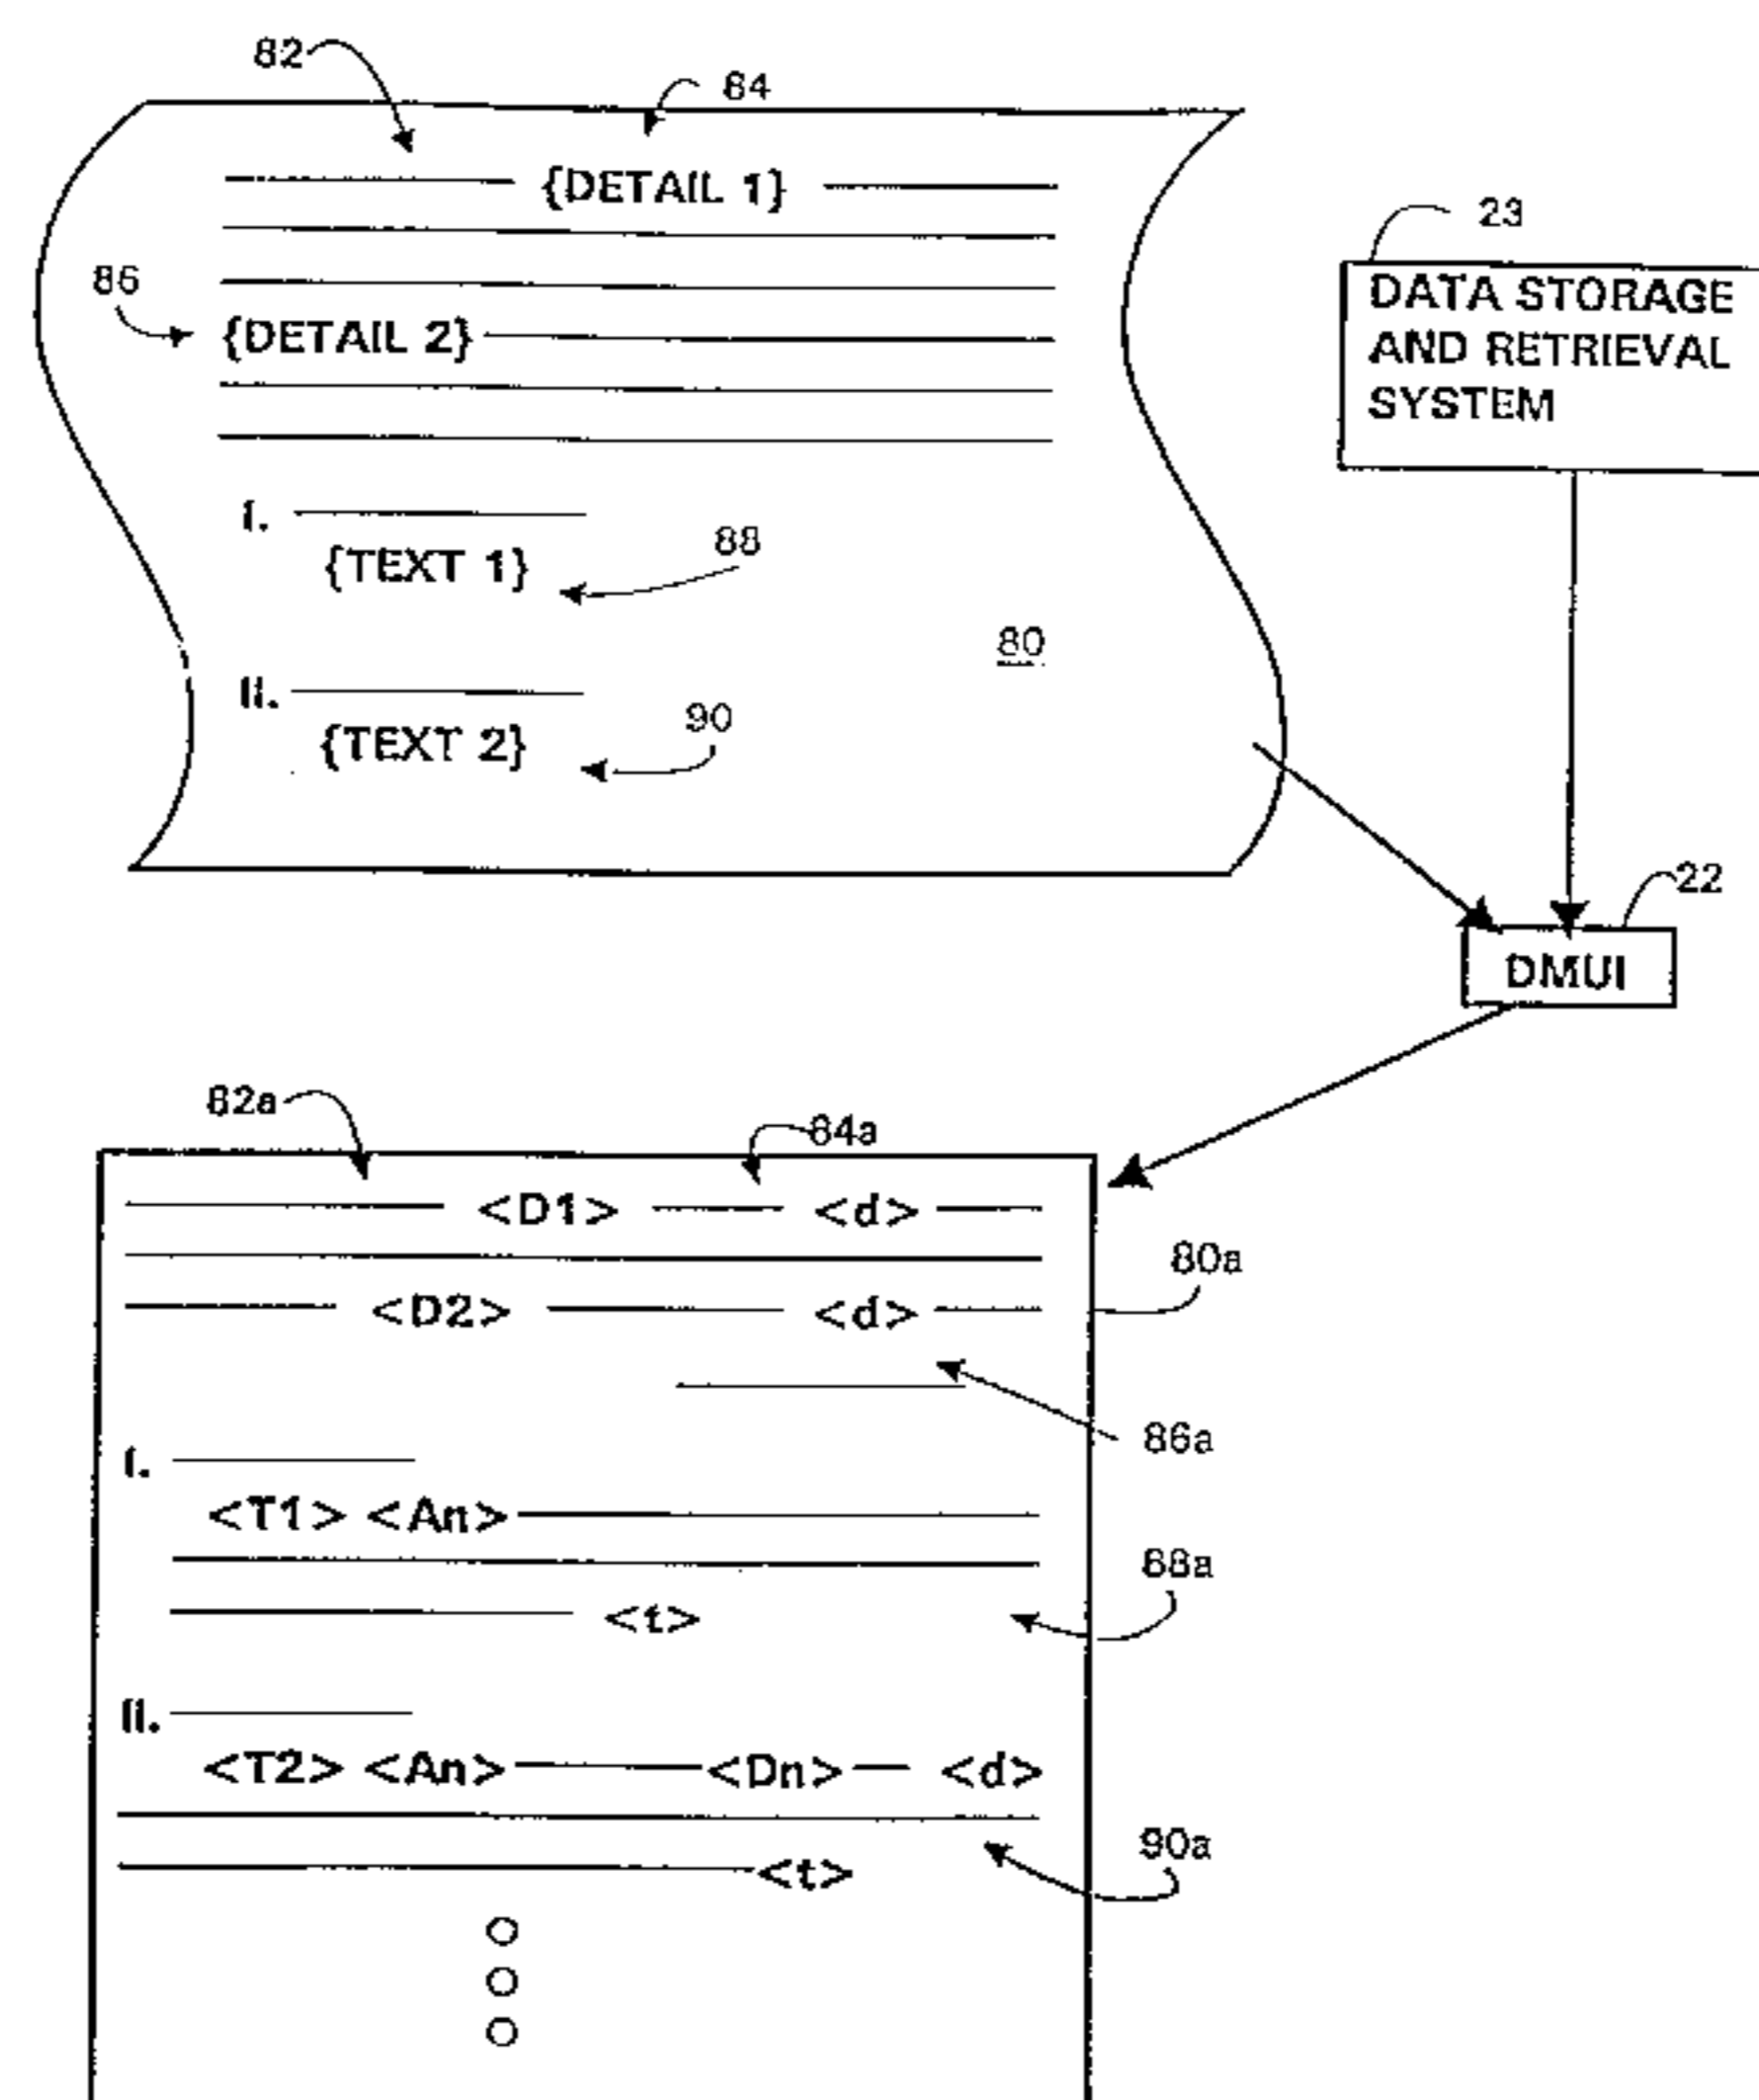 82
84
{DETAIL 1}
23
DATA STORAGE
AND RETRIEVAL
SYSTEM
86
{DETAIL 2}
I.
{TEXT 1}
88
80
II.
{TEXT 2}
90
22
DMUI
82a
84a
<D1> <d>
80a
<D2> <d>
86a
I.
<T1> <An>
88a
<t>
II.
<T2> <An> <Dn> <d>
90a
<t>